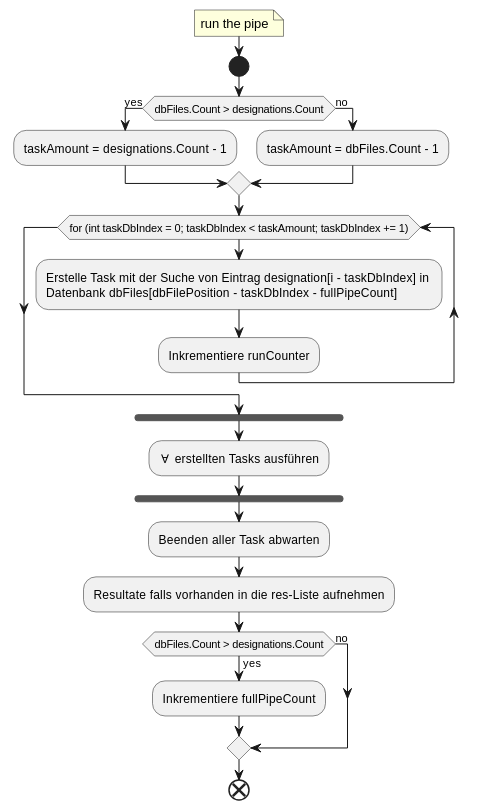 run the pipe
yes
dbFiles.Count > designations.Count
no
taskAmount = designations.Count - 1
taskAmount = dbFiles.Count - 1
for (int taskDbIndex = 0; taskDbIndex < taskAmount; taskDbIndex += 1)
Erstelle Task mit der Suche von Eintrag designation[i - taskDbIndex] in
Datenbank dbFiles[dbFilePosition - taskDbIndex - fullPipeCount]
Inkrementiere runCounter
∀ erstellten Tasks ausführen
Beenden aller Task abwarten
Resultate falls vorhanden in die res-Liste aufnehmen
dbFiles.Count > designations.Count
no
yes
Inkrementiere fullPipeCount